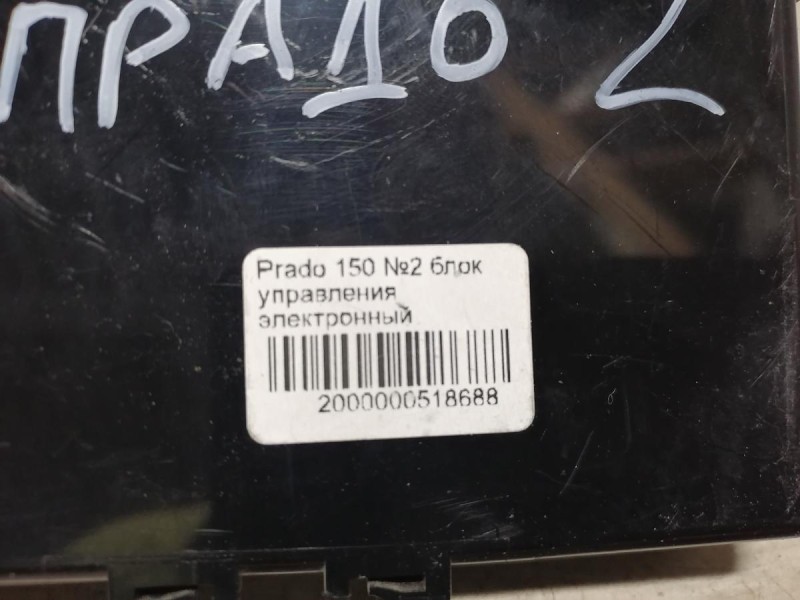 ПРАДО 2
Prado 150 №2 блок
управления
электронный
2000000518688